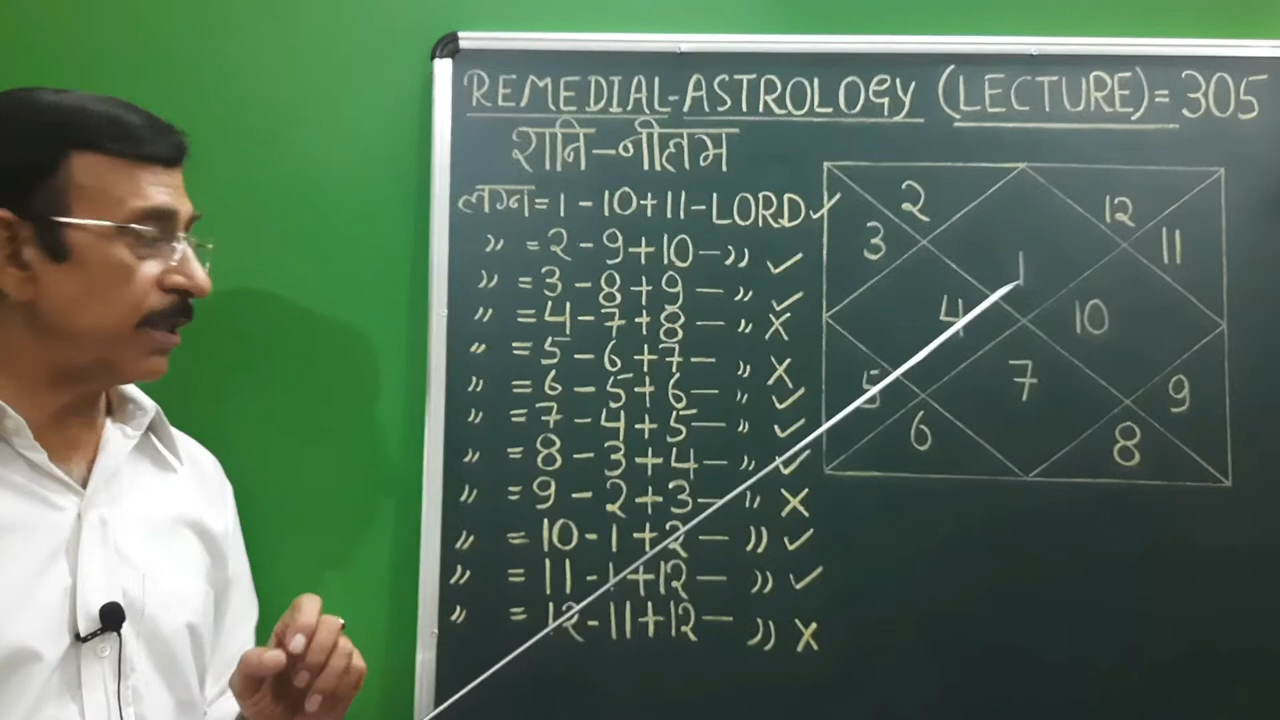 REMEDIAL-ASTROLOGY (LECTURE)=305
शनि-नीलम
लग्न=1-10+11-LORD✓
" =2-9+10-" ✓
" =3-8+9-" ✓
" =4-7+8-" X
" =5-6+7-" X
" =6-5+6-" ✓
" =7-4+5-" ✓
" =8-3+4-" ✓
" =9-2+3-" X
" =10-1+2-" ✓
" =11-1+12-" ✓
" =12-11+12-" X
2 12
3 11
1
4 10
5 7 9
6 8